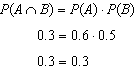 P(A ∩ B) = P(A) · P(B)
0.3 = 0.6 · 0.5
0.3 = 0.3